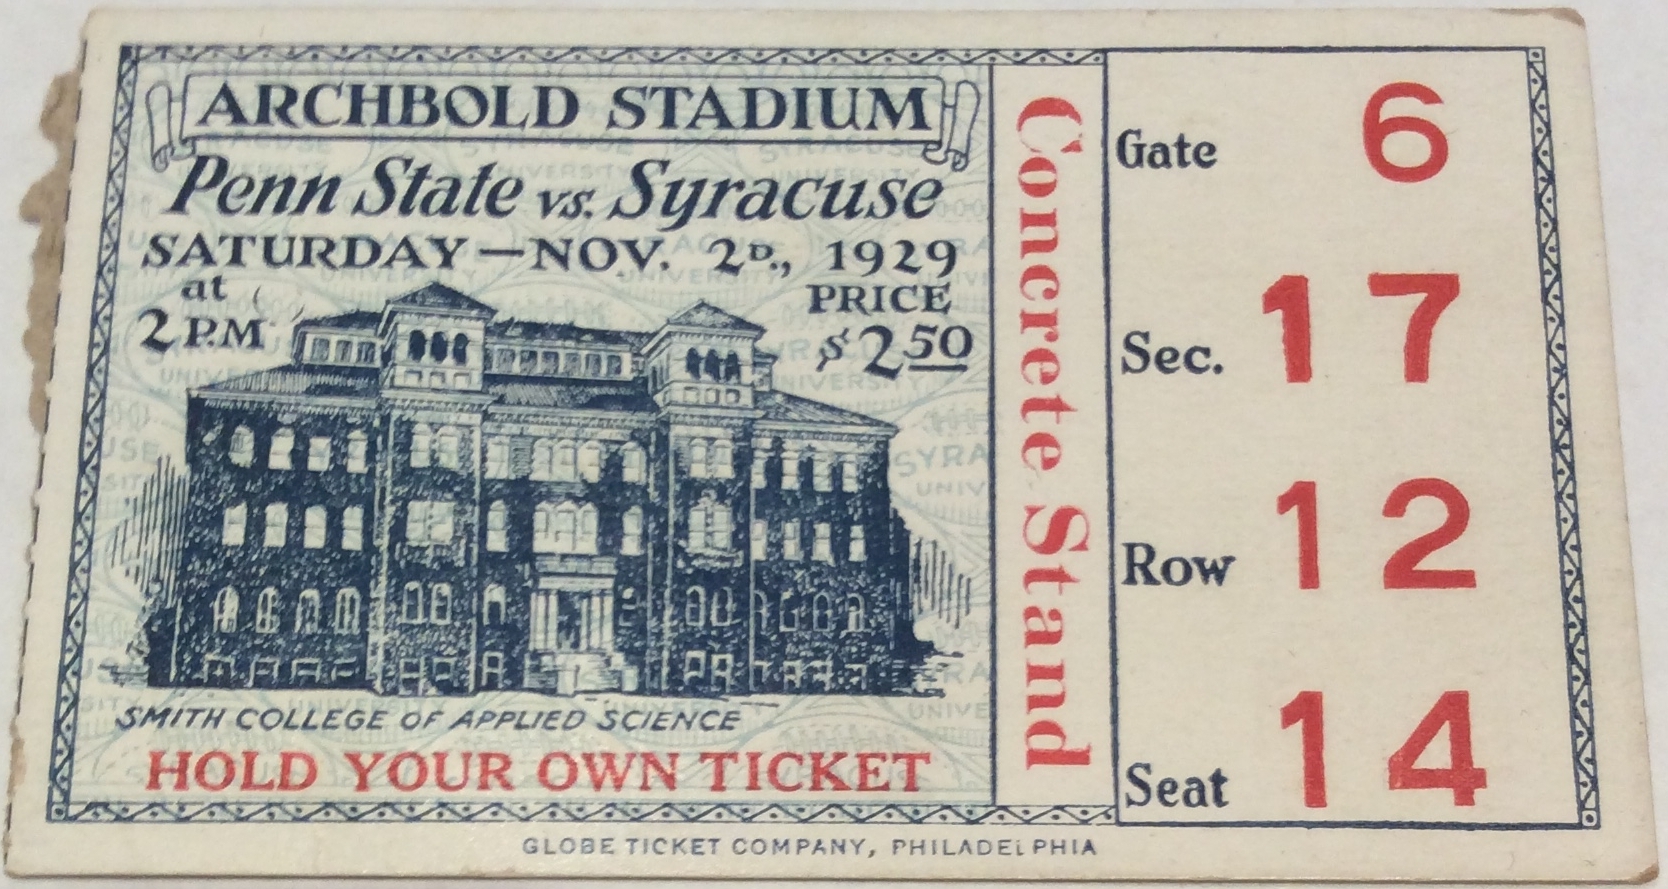 ARCHBOLD STADIUM
Penn State vs. Syracuse
SATURDAY — NOV. 2D., 1929
at
2 P.M.
PRICE
$2.50
SMITH COLLEGE OF APPLIED SCIENCE
HOLD YOUR OWN TICKET
Concrete Stand
Gate 6
Sec. 17
Row 12
Seat 14
GLOBE TICKET COMPANY, PHILADELPHIA